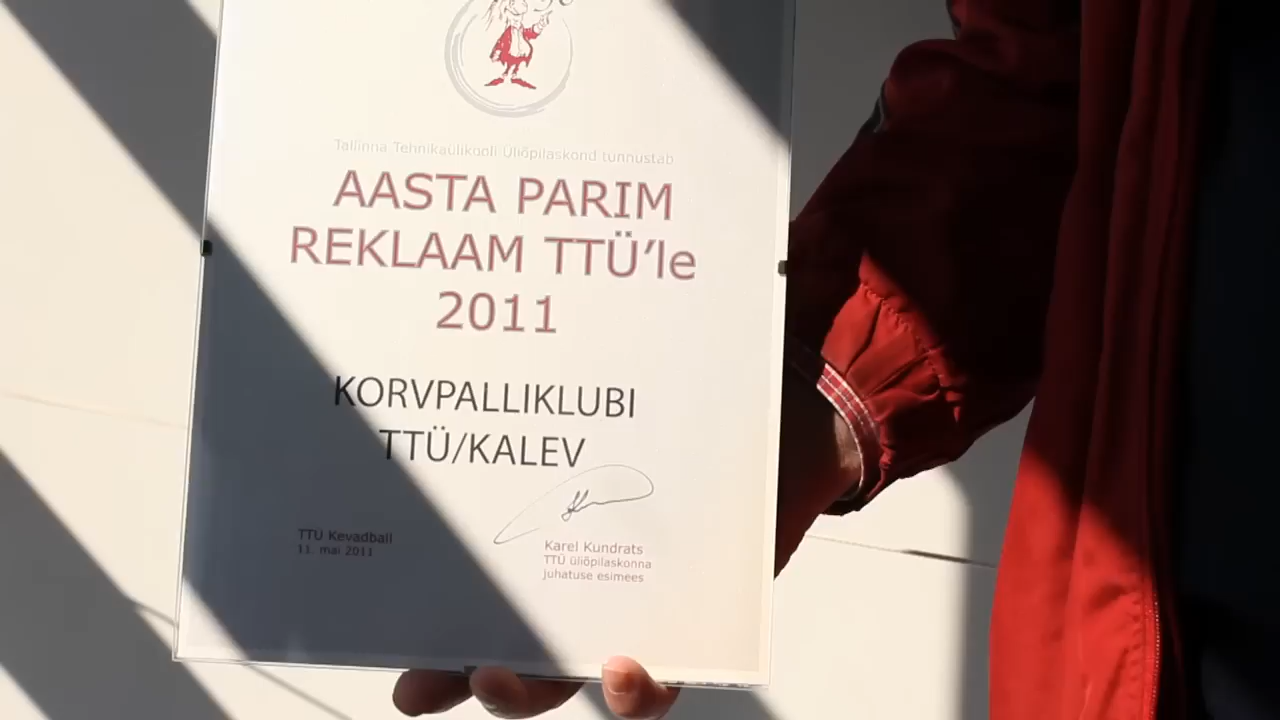 Tallinna Tehnikaülikooli Üliõpilaskond tunnustab
AASTA PARIM
REKLAAM TTÜ'le
2011
KORVPALLIKLUBI
TTÜ/KALEV
TTÜ Kevadball
11. mai 2011
Karel Kundrats
TTÜ üliõpilaskonna
juhatuse esimees